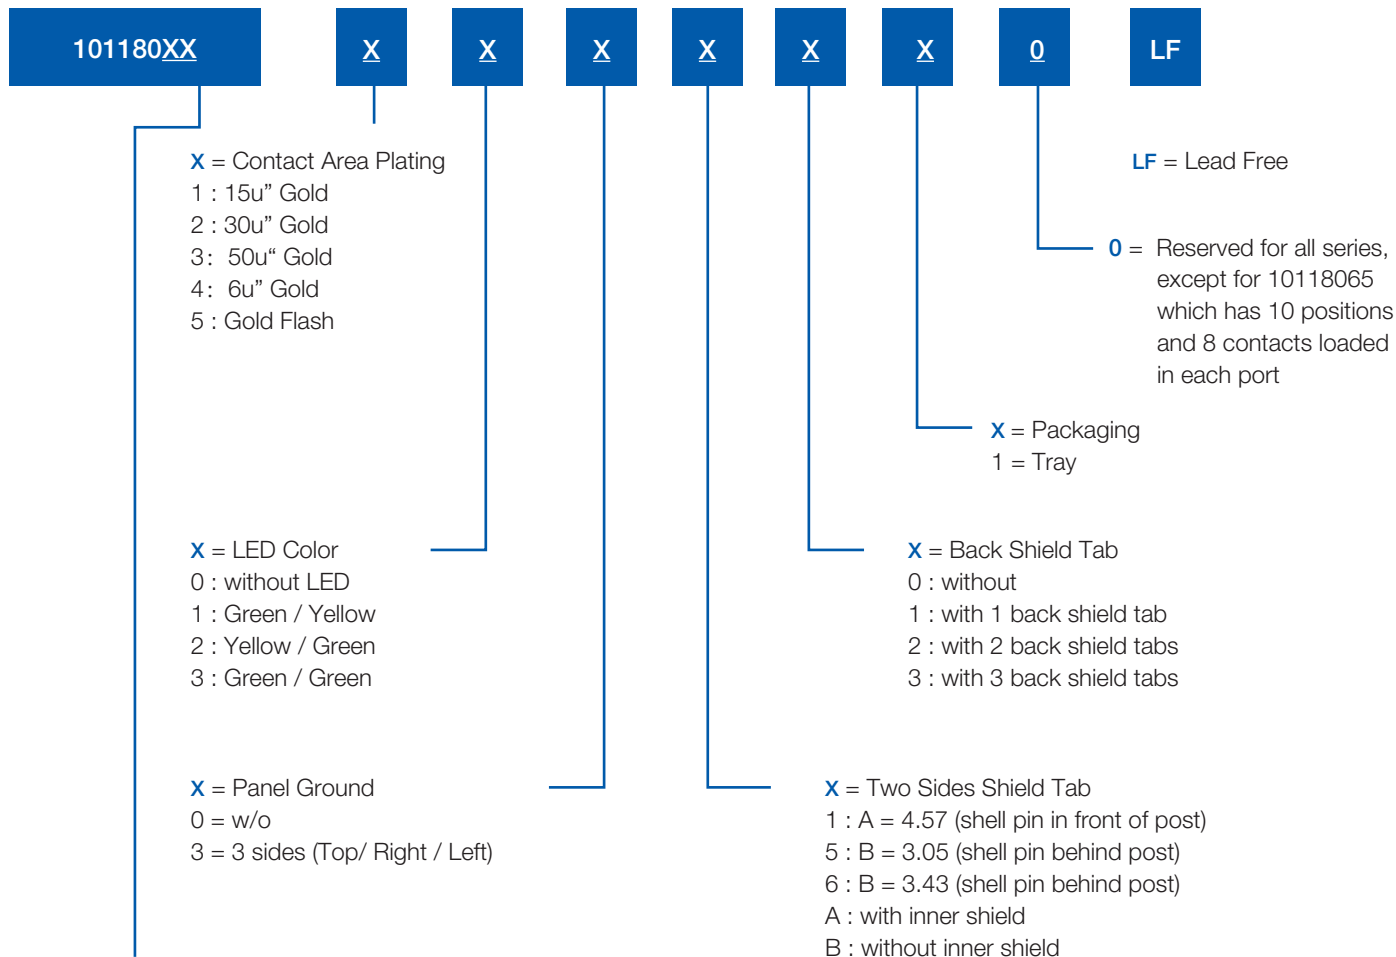 101180XX X X X X X X 0 LF
X = Contact Area Plating
1 : 15u” Gold
2 : 30u” Gold
3: 50u“ Gold
4: 6u” Gold
5 : Gold Flash
LF = Lead Free
0 = Reserved for all series,
except for 10118065
which has 10 positions
and 8 contacts loaded
in each port
X = Packaging
1 = Tray
X = LED Color
0 : without LED
1 : Green / Yellow
2 : Yellow / Green
3 : Green / Green
X = Back Shield Tab
0 : without
1 : with 1 back shield tab
2 : with 2 back shield tabs
3 : with 3 back shield tabs
X = Panel Ground
0 = w/o
3 = 3 sides (Top/ Right / Left)
X = Two Sides Shield Tab
1 : A = 4.57 (shell pin in front of post)
5 : B = 3.05 (shell pin behind post)
6 : B = 3.43 (shell pin behind post)
A : with inner shield
B : without inner shield